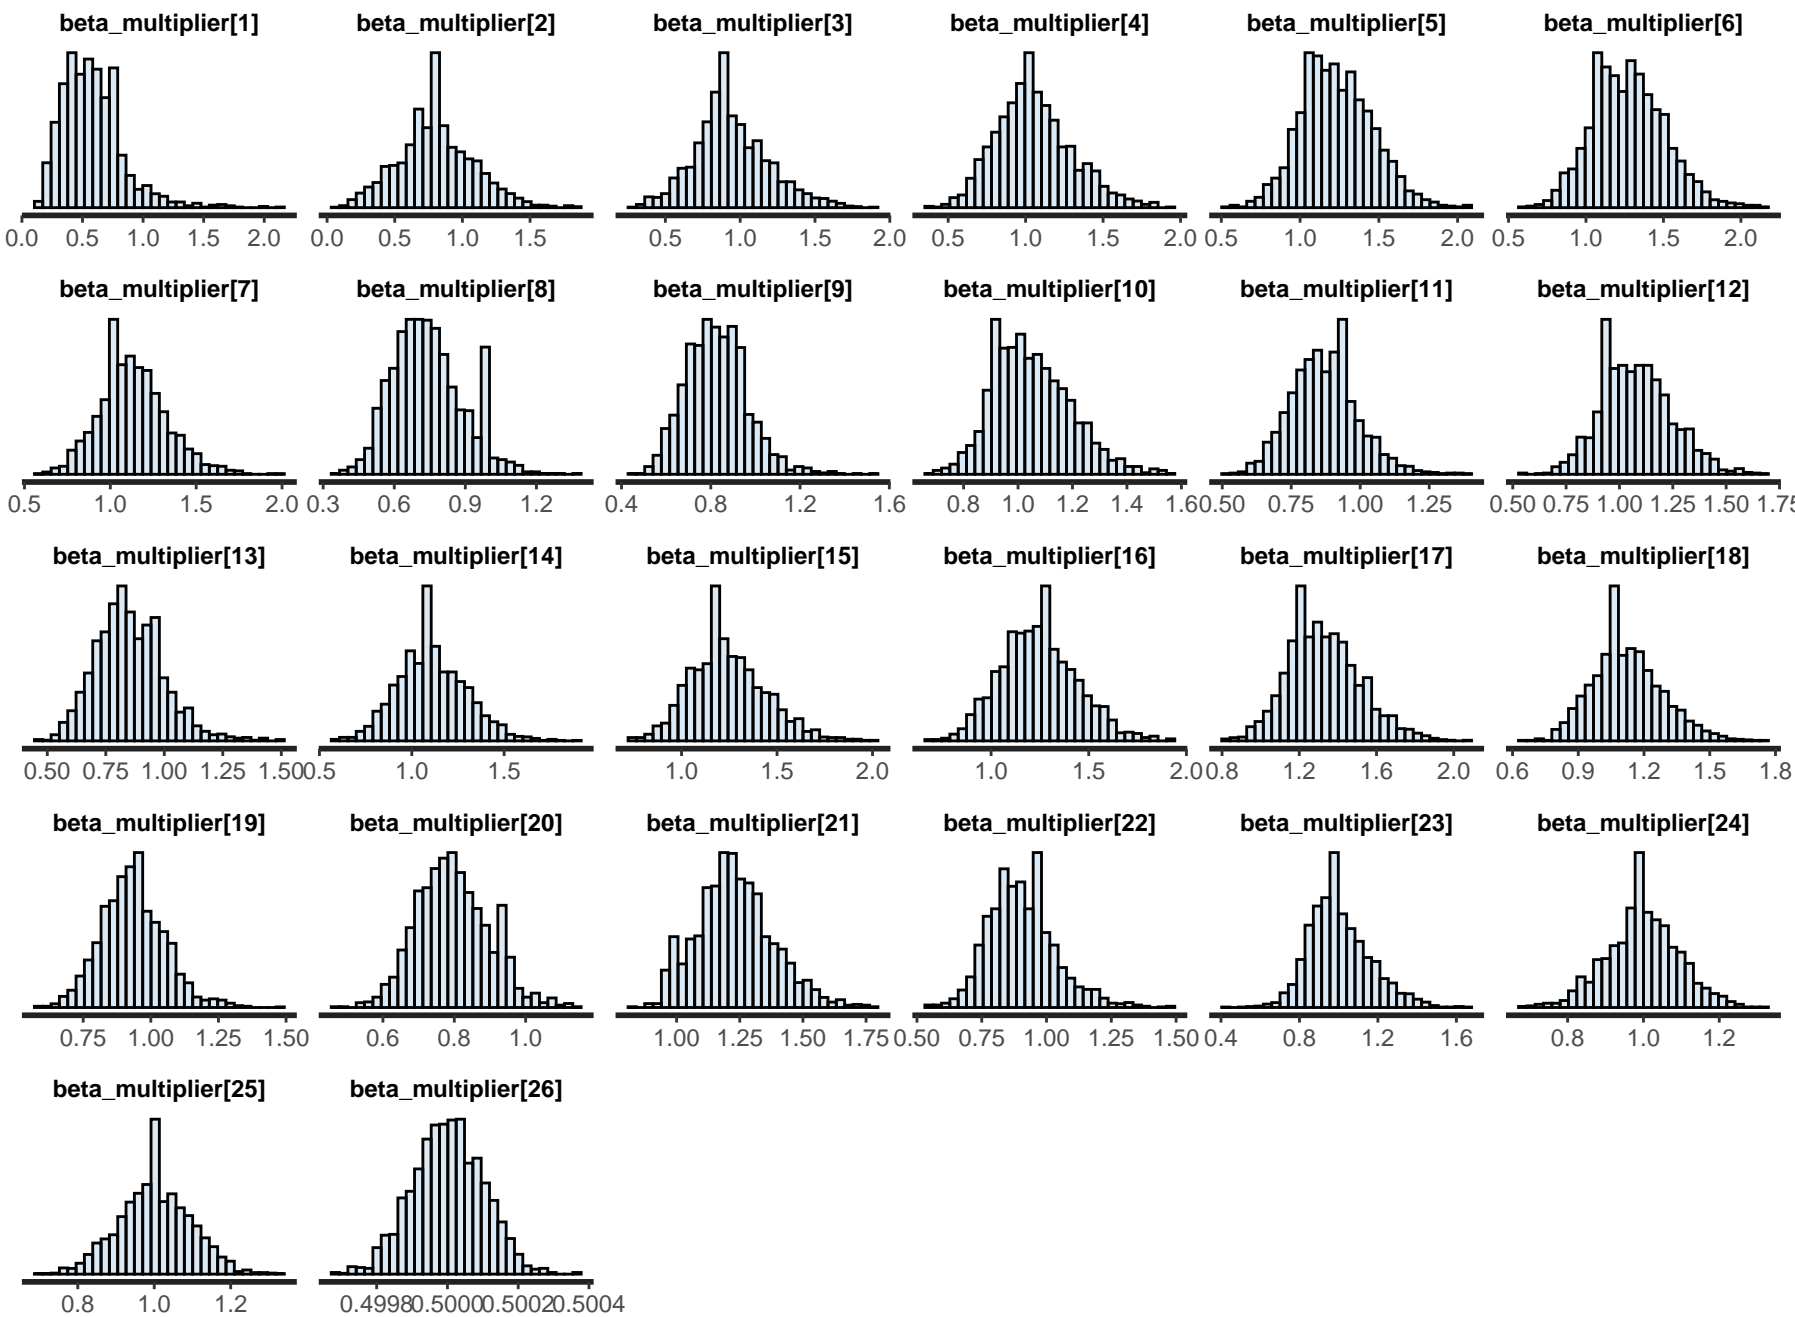 beta_multiplier[1] beta_multiplier[2] beta_multiplier[3] beta_multiplier[4] beta_multiplier[5] beta_multiplier[6]
0.0 0.5 1.0 1.5 2.0 0.0 0.5 1.0 1.5 0.5 1.0 1.5 2.0 0.5 1.0 1.5 2.0 0.5 1.0 1.5 2.0 0.5 1.0 1.5 2.0
beta_multiplier[7] beta_multiplier[8] beta_multiplier[9] beta_multiplier[10] beta_multiplier[11] beta_multiplier[12]
0.5 1.0 1.5 2.0 0.3 0.6 0.9 1.2 0.4 0.8 1.2 1.6 0.8 1.0 1.2 1.4 1.6 0.50 0.75 1.00 1.25 0.50 0.75 1.00 1.25 1.50 1.75
beta_multiplier[13] beta_multiplier[14] beta_multiplier[15] beta_multiplier[16] beta_multiplier[17] beta_multiplier[18]
0.50 0.75 1.00 1.25 1.50 0.5 1.0 1.5 1.0 1.5 2.0 1.0 1.5 2.0 0.8 1.2 1.6 2.0 0.6 0.9 1.2 1.5 1.8
beta_multiplier[19] beta_multiplier[20] beta_multiplier[21] beta_multiplier[22] beta_multiplier[23] beta_multiplier[24]
0.75 1.00 1.25 1.50 0.6 0.8 1.0 1.00 1.25 1.50 1.75 0.50 0.75 1.00 1.25 1.50 0.4 0.8 1.2 1.6 0.8 1.0 1.2
beta_multiplier[25] beta_multiplier[26]
0.8 1.0 1.2 0.4998 0.5000 0.5002 0.5004